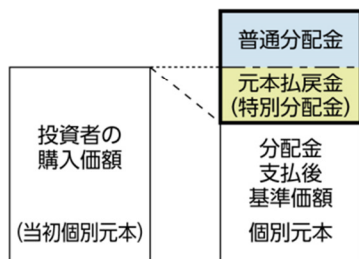 普通分配金
元本払戻金
(特別分配金)
投資者の
購入価額
(当初個別元本)
分配金
支払後
基準価額
個別元本